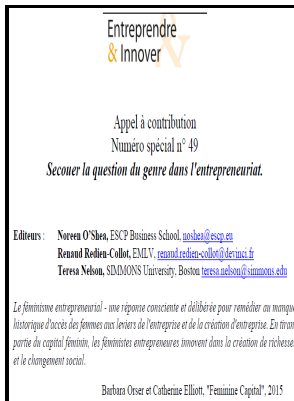 Entreprendre
& Innover
Appel à contribution
Numéro spécial n° 49
Secouer la question du genre dans l'entrepreneuriat.
Editeurs : Noreen O'Shea, ESCP Business School, noshea@escp.eu
Renaud Redien-Collot, EMLV, renaud.redien-collot@devinci.fr
Teresa Nelson, SIMMONS University, Boston teresa.nelson@simmons.edu
Le féminisme entrepreneurial - une réponse consciente et délibérée pour remédier au manque
historique d'accès des femmes aux leviers de l'entreprise et de la création d'entreprise. En tirant
partie du capital féminin, les féministes entrepreneures innovent dans la création de richesses
et le changement social.
Barbara Orser et Catherine Elliott, "Feminine Capital", 2015